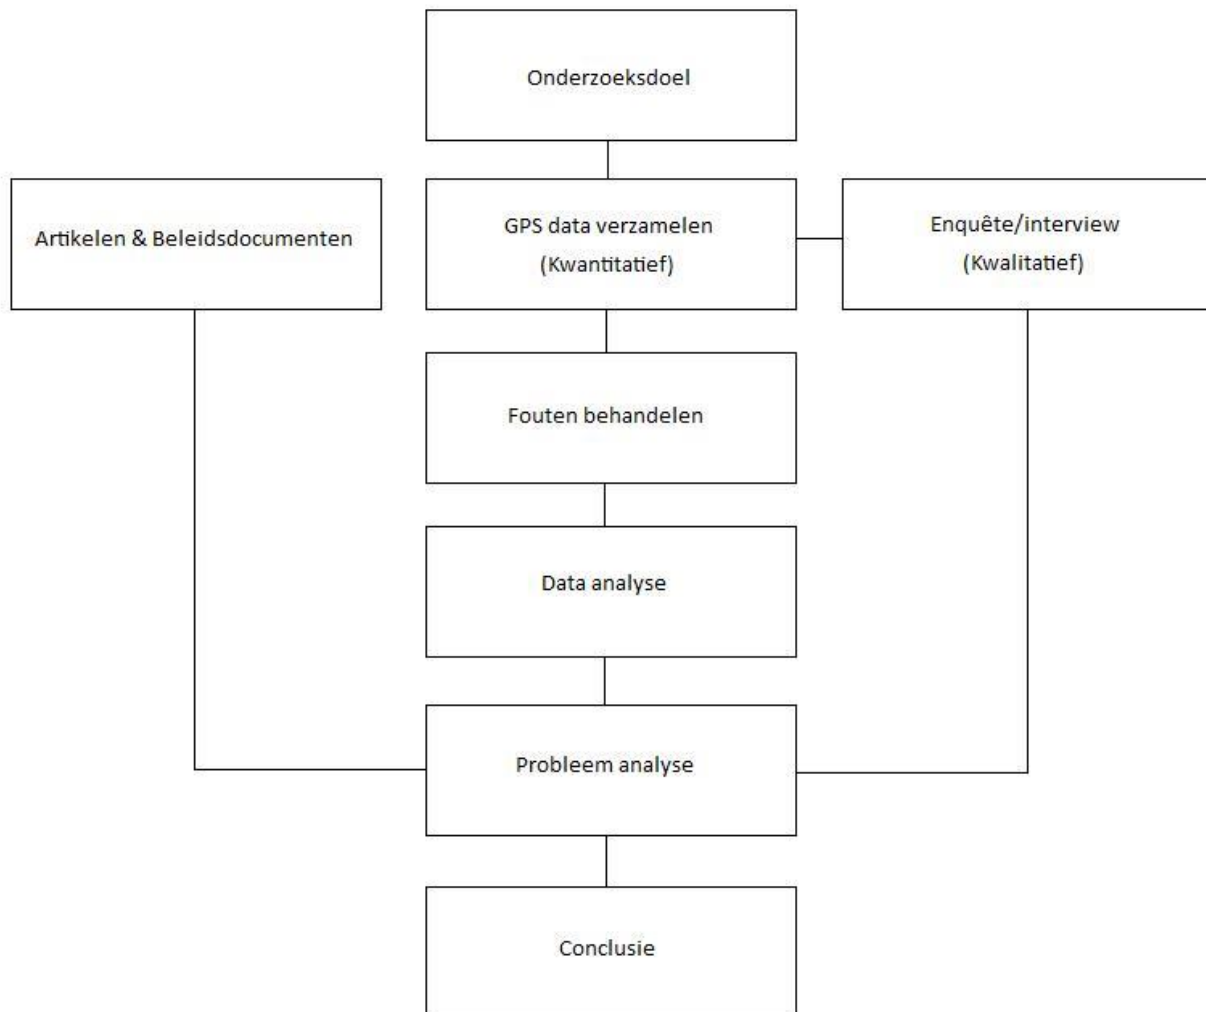 Onderzoeksdoel
Artikelen & Beleidsdocumenten
GPS data verzamelen
(Kwantitatief)
Enquête/interview
(Kwalitatief)
Fouten behandelen
Data analyse
Probleem analyse
Conclusie